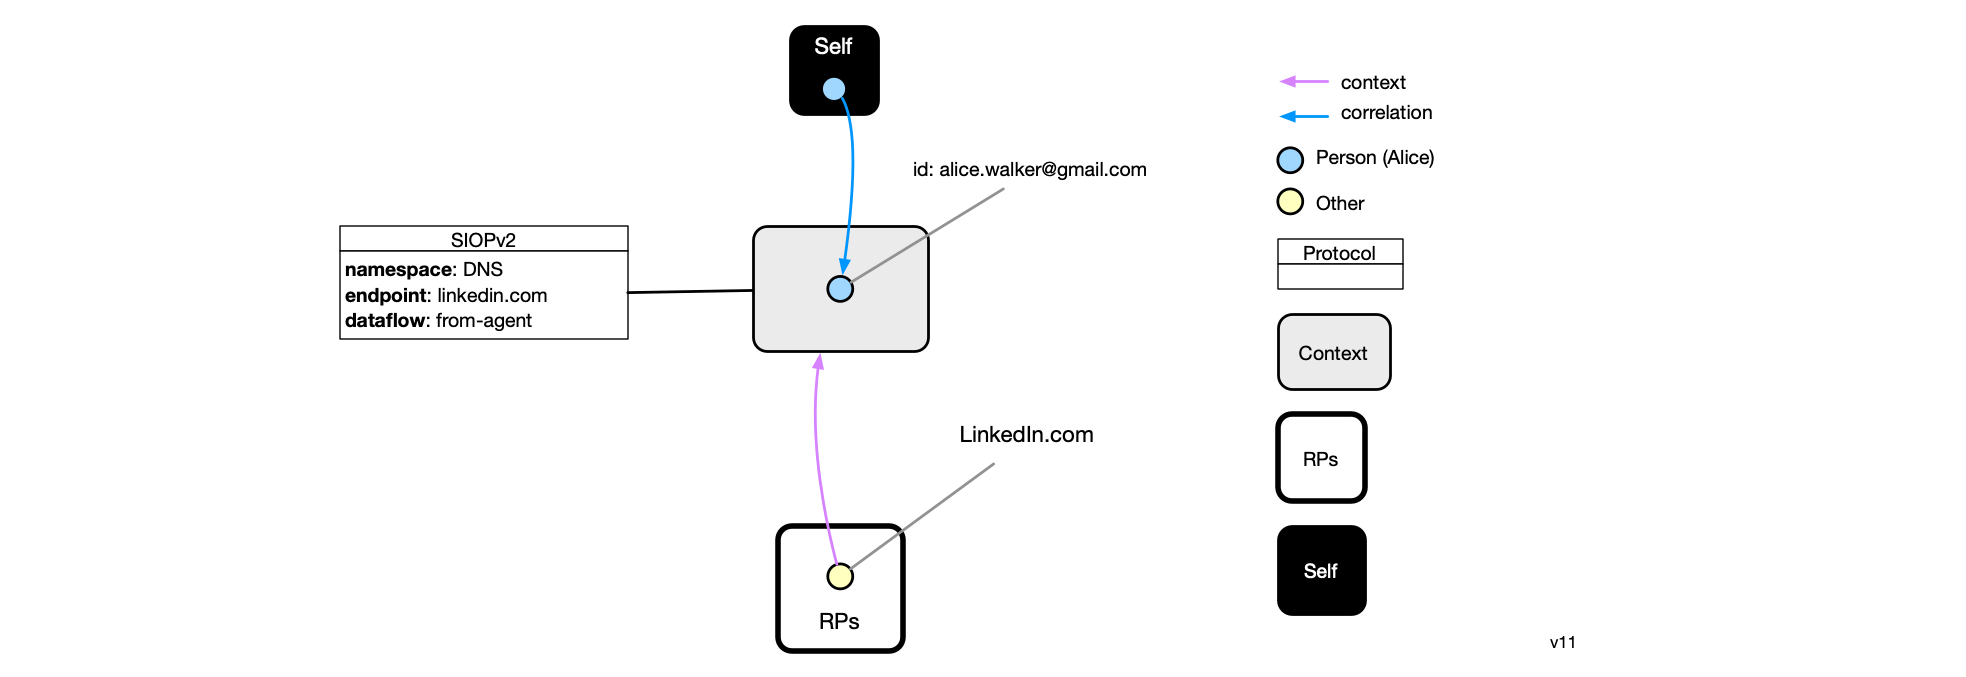 Self
id: alice.walker@gmail.com
SIOPv2
namespace: DNS
endpoint: linkedin.com
dataflow: from-agent
LinkedIn.com
RPs
context
correlation
Person (Alice)
Other
Protocol
Context
RPs
Self
v11